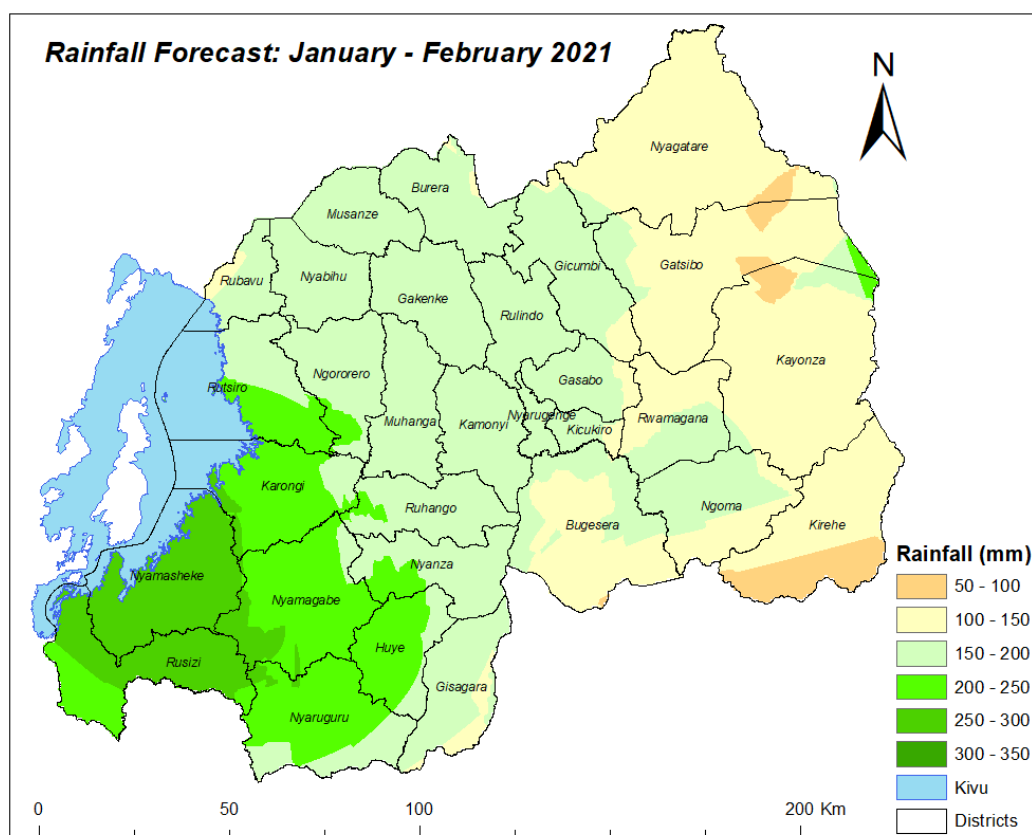 Rainfall Forecast: January - February 2021
N
Nyagatare
Burera
Musanze
Gicumbi
Gatsibo
Rubavu
Nyabihu
Gakenke
Rulindo
Kayonza
Ngororero
Gasabo
Rutsiro
Muhanga
Kamonyi
Nyarugenge
Kicukiro
Rwamagana
Karongi
Ruhango
Bugesera
Ngoma
Kirehe
Nyamasheke
Nyanza
Nyamagabe
Huye
Rusizi
Gisagara
Nyaruguru
Rainfall (mm)
50 - 100
100 - 150
150 - 200
200 - 250
250 - 300
300 - 350
Kivu
Districts
0 50 100 200 Km